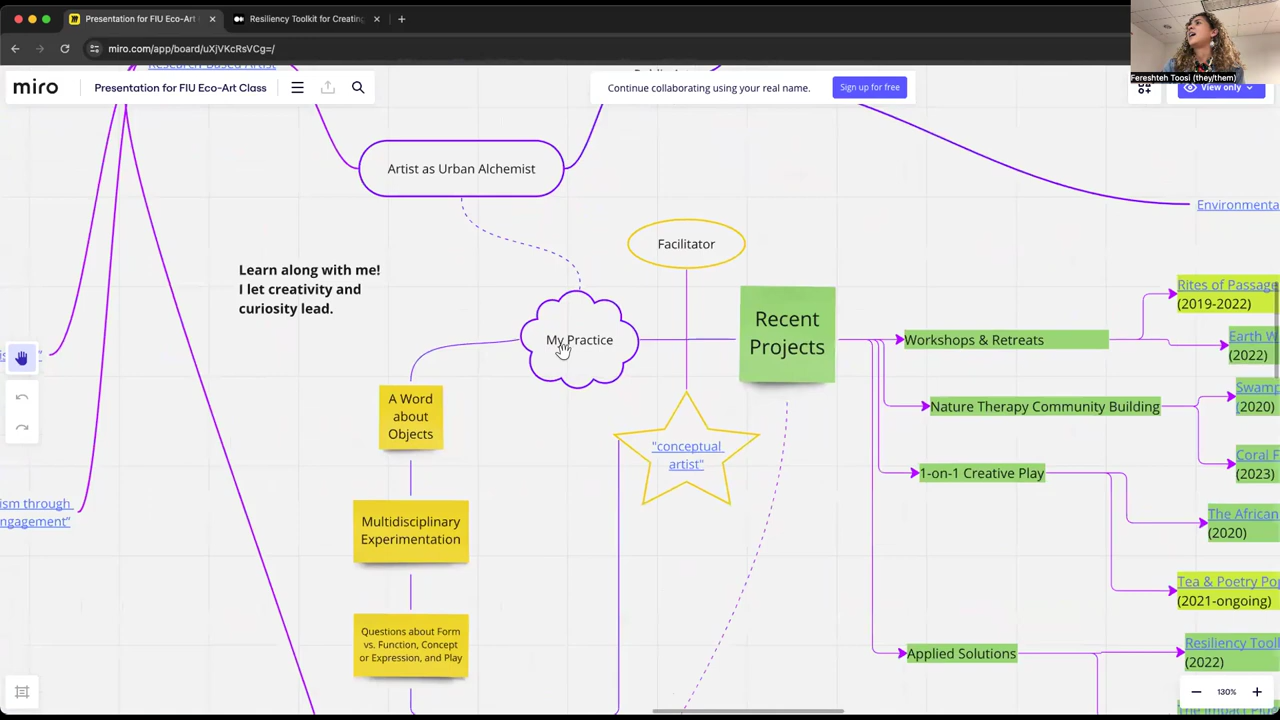 Presentation for FIU Eco-Art
Resiliency Toolkit for Creating
miro.com/app/board/uXjVKcRsVCg=/
Fereshteh Toosi (they/them)
miro
Presentation for FIU Eco-Art Class
Continue collaborating using your real name.
Sign up for free
View only
Research-Based Artist
Artist as Urban Alchemist
Environmenta
Facilitator
Learn along with me!
I let creativity and
curiosity lead.
My Practice
Recent
Projects
Workshops & Retreats
Rites of Passage
(2019-2022)
Earth W
(2022)
A Word
about
Objects
"conceptual
artist"
Nature Therapy Community Building
Swamp
(2020)
Coral F
(2023)
1-on-1 Creative Play
The African
(2020)
ism through
ngagement"
Multidisciplinary
Experimentation
Tea & Poetry Po
(2021-ongoing)
Questions about Form
vs. Function, Concept
or Expression, and Play
Applied Solutions
Resiliency Tool
(2022)
130%